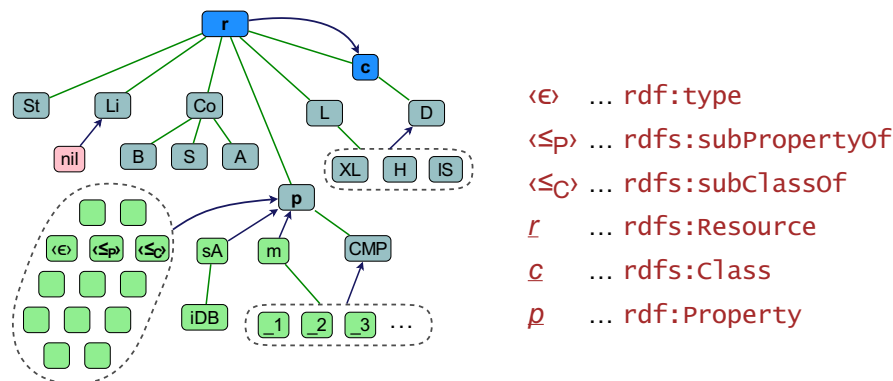 r
c
St
Li
Co
L
D
nil
B
S
A
XL
H
IS
p
‹ϵ›
‹≤P›
‹≤C›
sA
m
CMP
iDB
_1
_2
_3
...
‹ϵ› ... rdf:type
‹≤P› ... rdfs:subPropertyOf
‹≤C› ... rdfs:subClassOf
r ... rdfs:Resource
c ... rdfs:Class
p ... rdf:Property